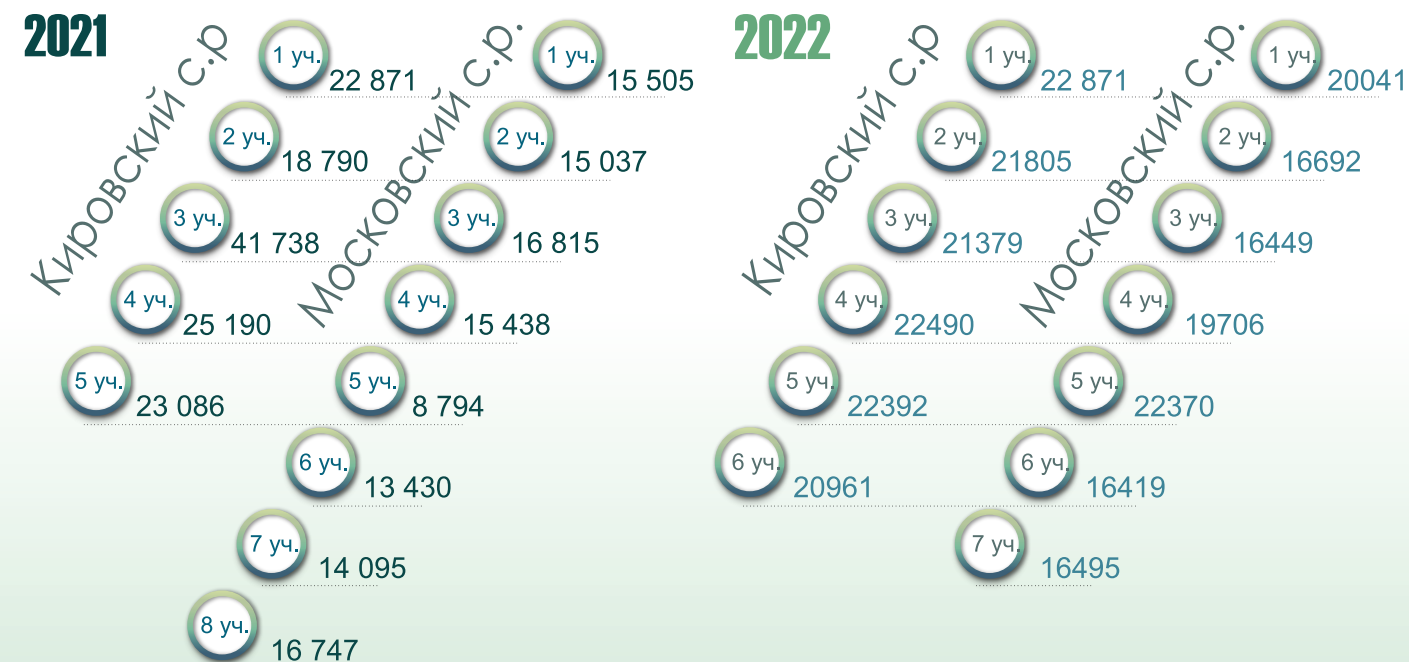 2021
Кировский с.р
1 уч.
22 871
2 уч.
18 790
3 уч.
41 738
4 уч.
25 190
5 уч.
23 086
Московский с.р.
1 уч.
15 505
2 уч.
15 037
3 уч.
16 815
4 уч.
15 438
5 уч.
8 794
6 уч.
13 430
7 уч.
14 095
8 уч.
16 747
2022
Кировский с.р
1 уч.
22 871
2 уч.
21805
3 уч.
21379
4 уч.
22490
5 уч.
22392
6 уч.
20961
Московский с.р.
1 уч.
20041
2 уч.
16692
3 уч.
16449
4 уч.
19706
5 уч.
22370
6 уч.
16419
7 уч.
16495